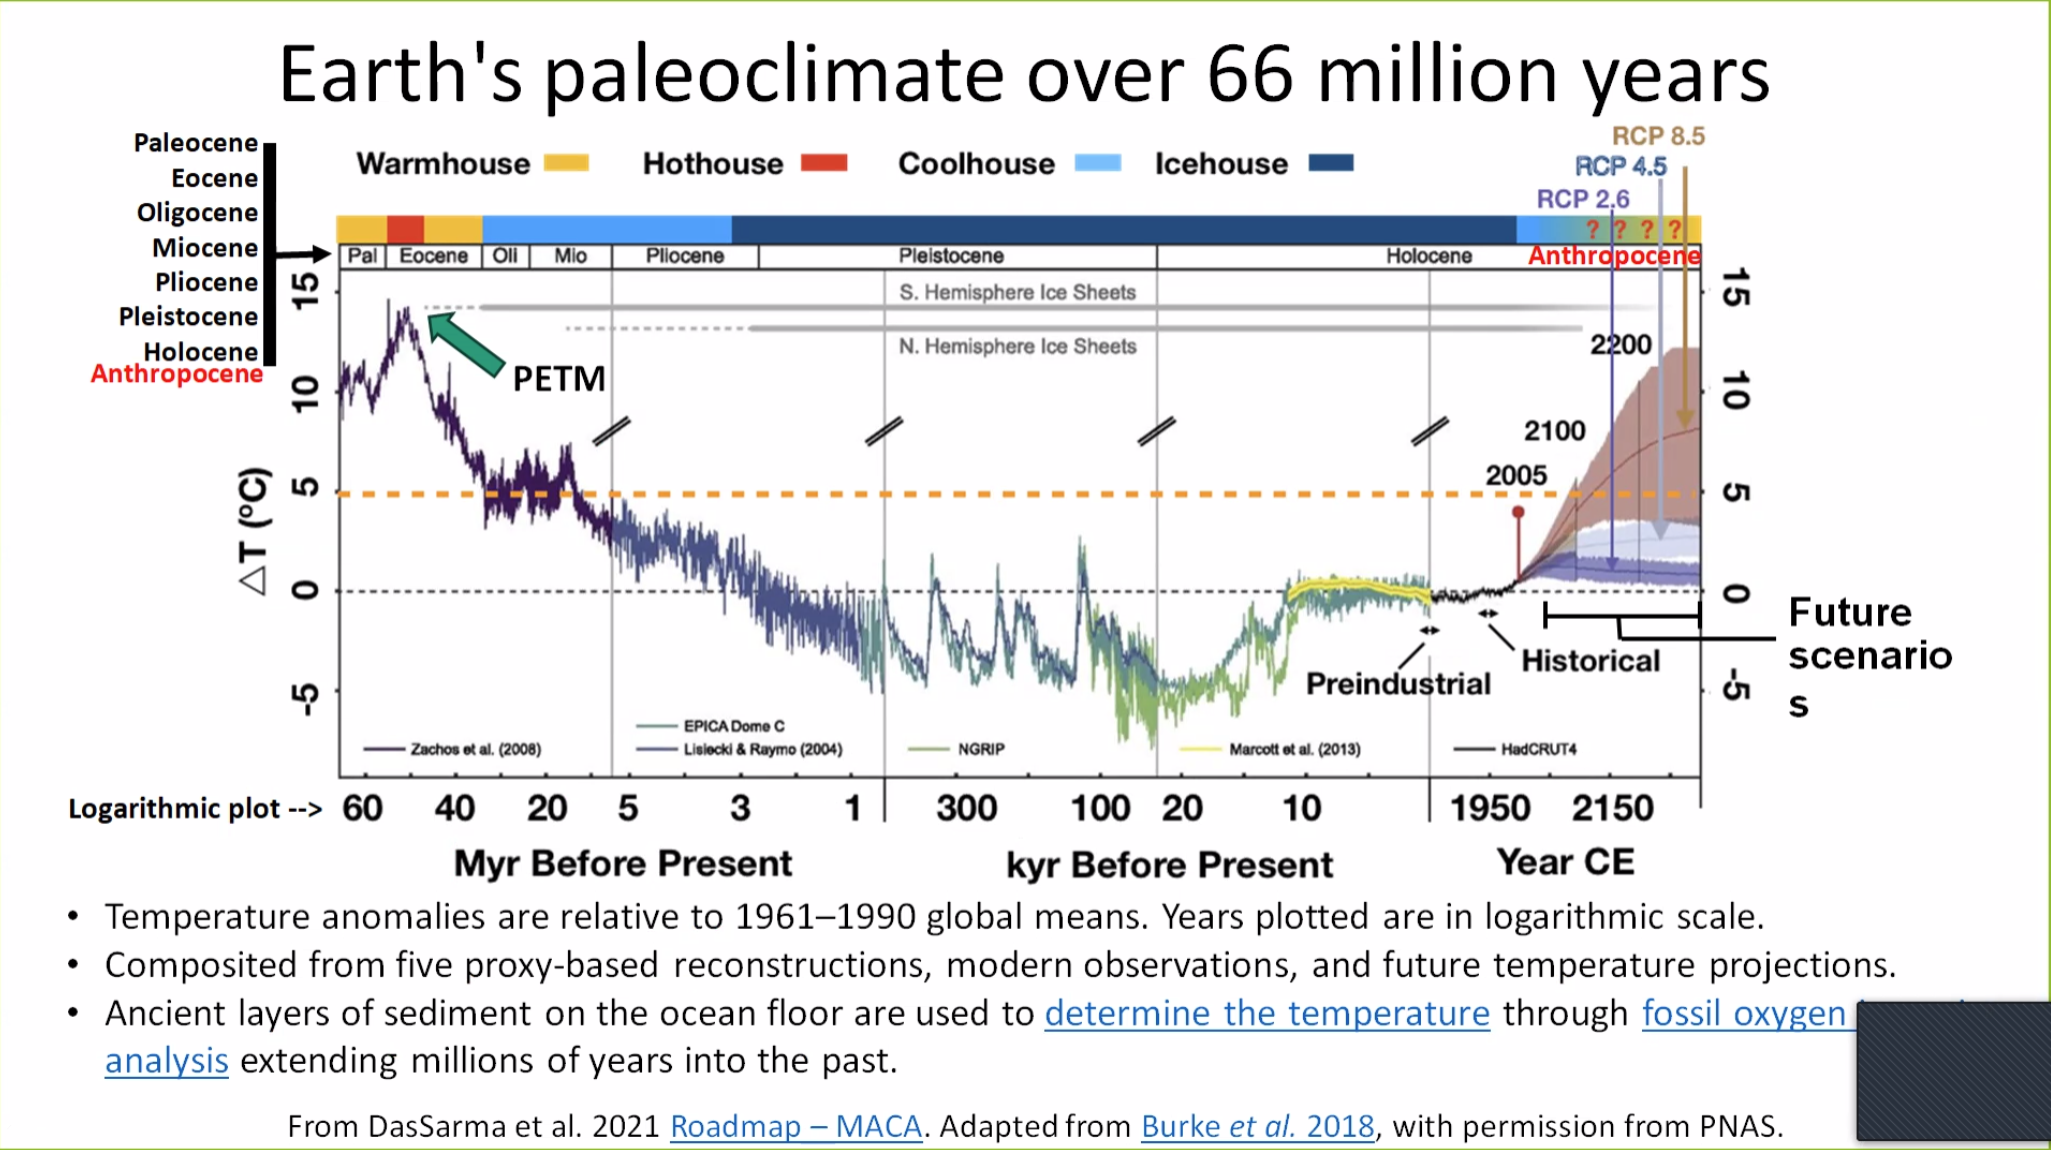 Earth's paleoclimate over 66 million years
Paleocene
Eocene
Oligocene
Miocene
Pliocene
Pleistocene
Holocene
Anthropocene
Warmhouse
Hothouse
Coolhouse
Icehouse
RCP 8.5
RCP 4.5
RCP 2.6
? ? ? ?
Pal
Eocene
Oli
Mio
Pliocene
Pleistocene
Holocene
Anthropocene
S. Hemisphere Ice Sheets
N. Hemisphere Ice Sheets
PETM
2200
2100
2005
△T (°C)
15
10
5
0
-5
15
10
5
0
-5
Future
scenario
s
Historical
Preindustrial
EPICA Dome C
Zachos et al. (2008)
Lisiecki & Raymo (2004)
NGRIP
Marcott et al. (2013)
HadCRUT4
Logarithmic plot --> 60 40 20 5 3 1 300 100 20 10 1950 2150
Myr Before Present
kyr Before Present
Year CE
• Temperature anomalies are relative to 1961–1990 global means. Years plotted are in logarithmic scale.
• Composited from five proxy-based reconstructions, modern observations, and future temperature projections.
• Ancient layers of sediment on the ocean floor are used to determine the temperature through fossil oxygen
analysis extending millions of years into the past.
From DasSarma et al. 2021 Roadmap – MACA. Adapted from Burke et al. 2018, with permission from PNAS.